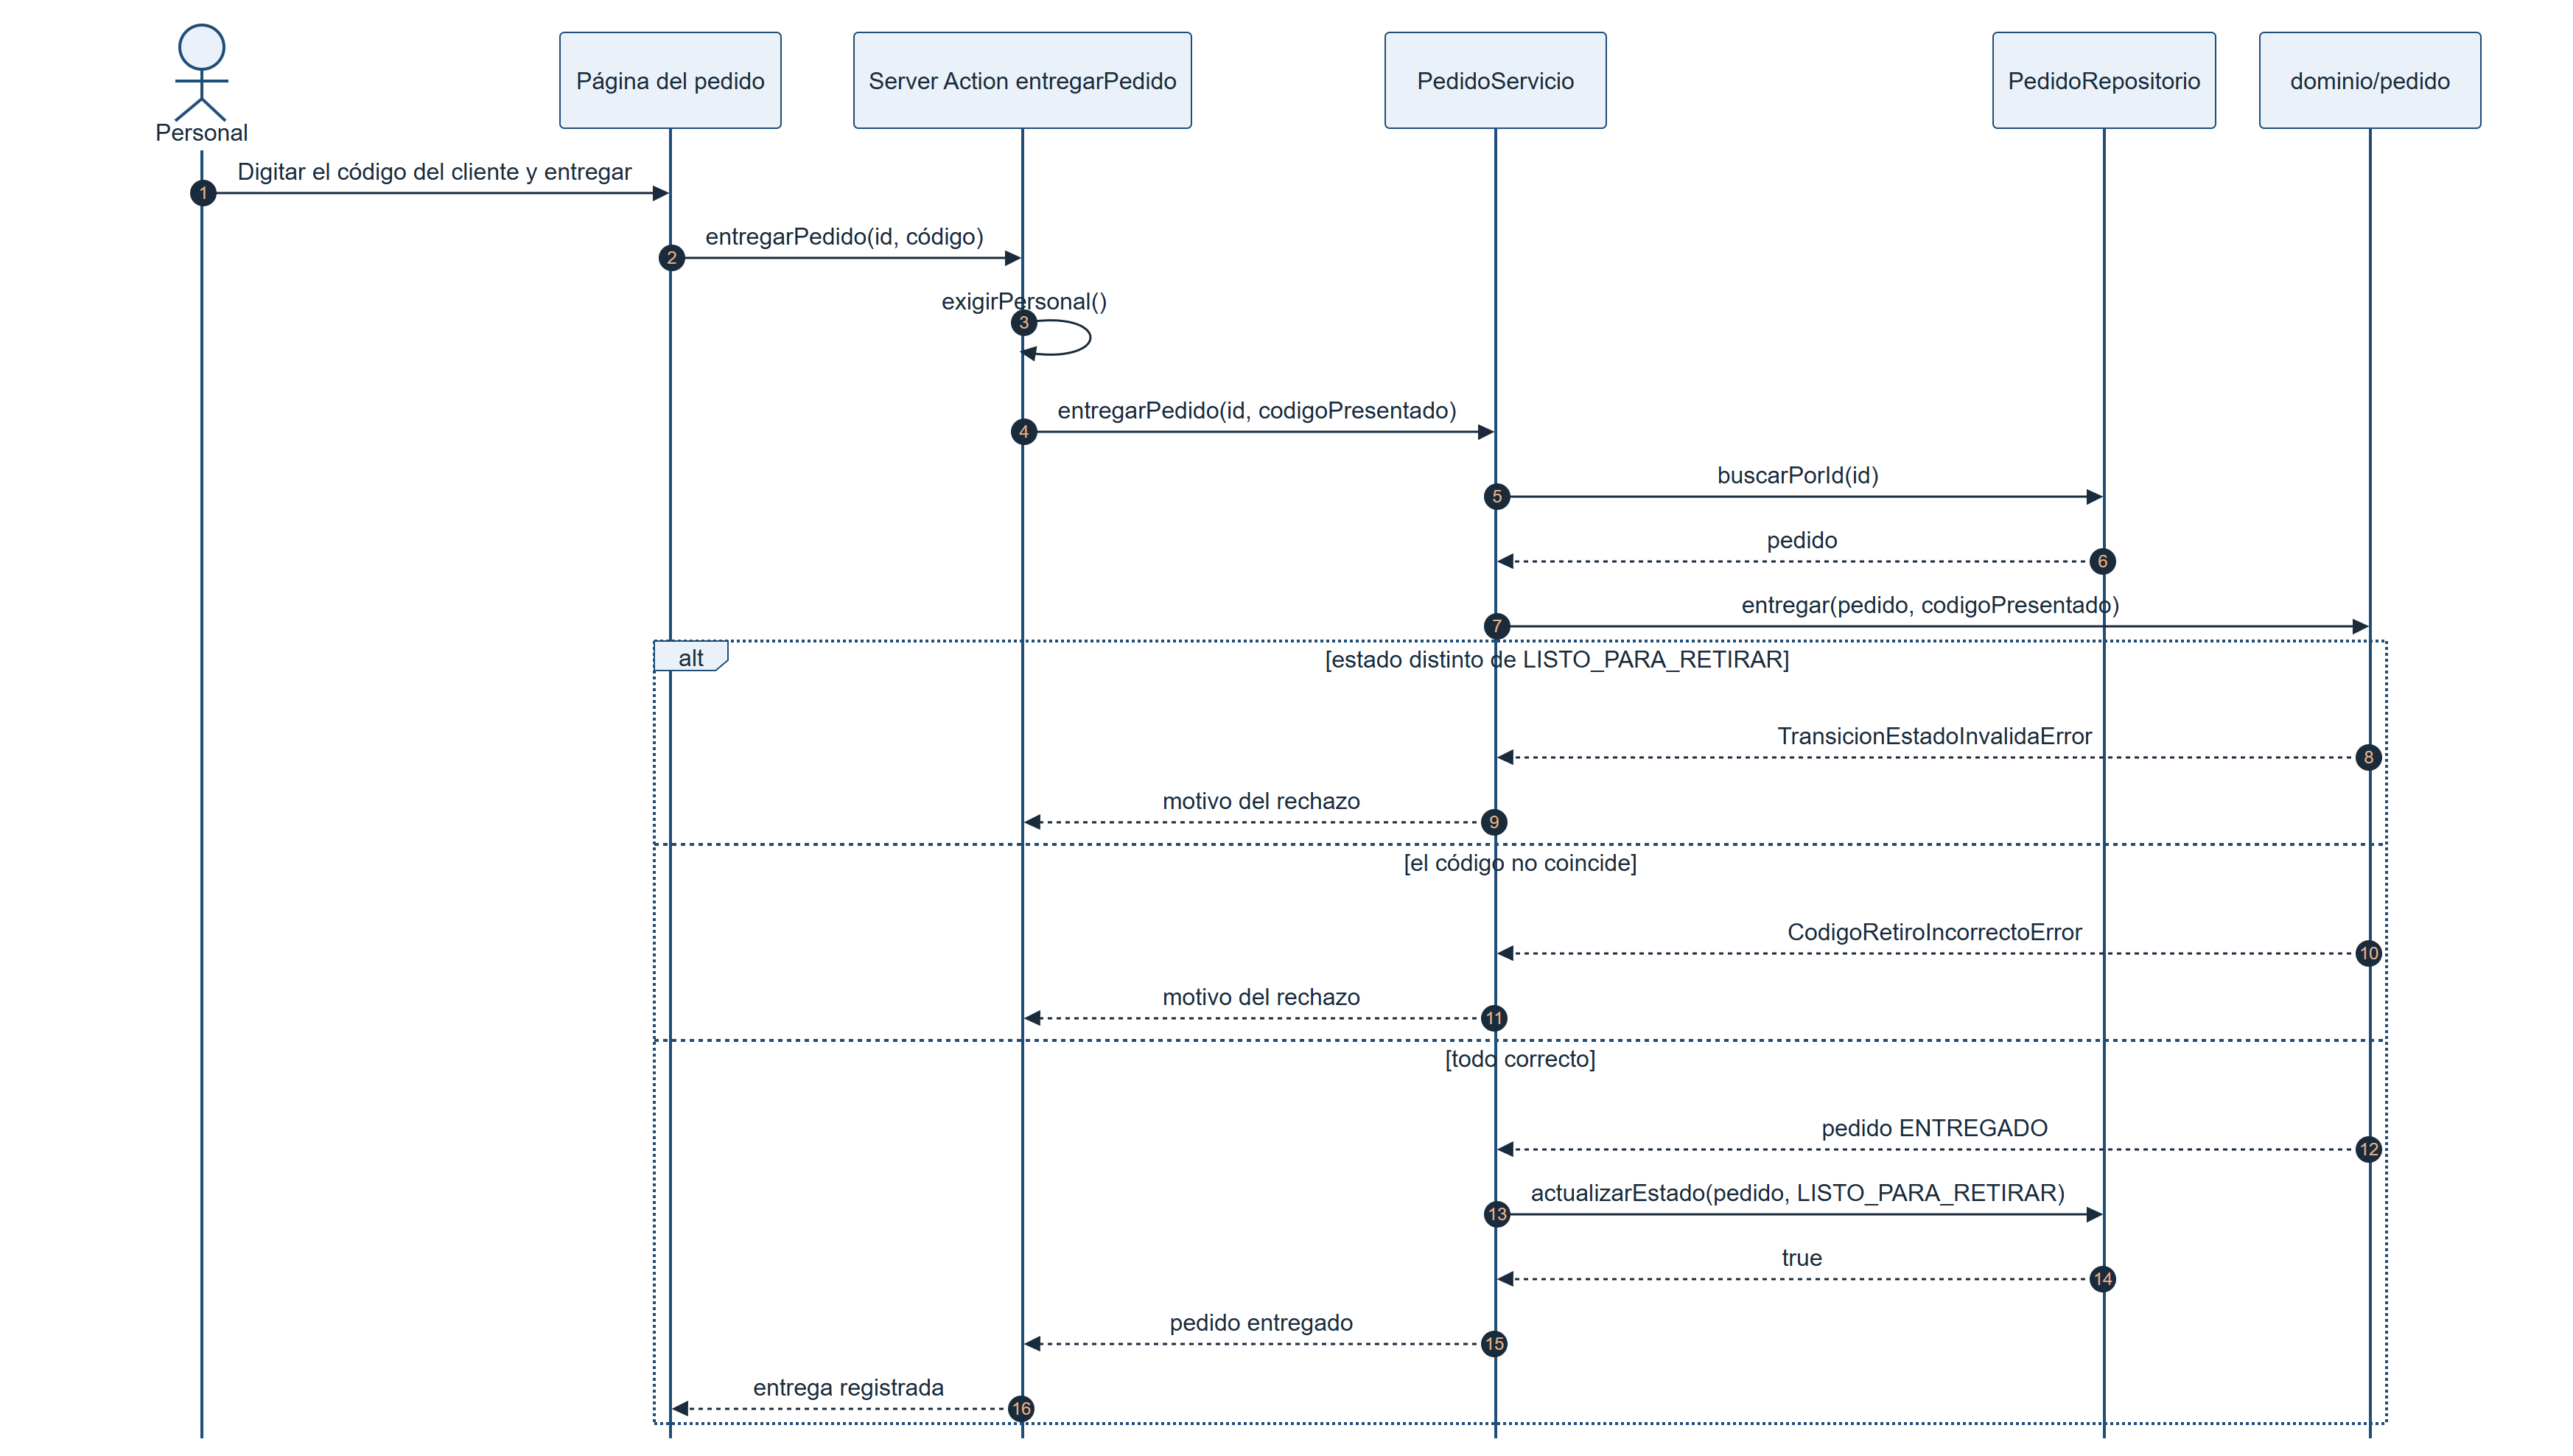 Personal
Página del pedido
Server Action entregarPedido
PedidoServicio
PedidoRepositorio
dominio/pedido
1
Digitar el código del cliente y entregar
2
entregarPedido(id, código)
exigirPersonal()
3
4
entregarPedido(id, codigoPresentado)
5
buscarPorId(id)
pedido
6
7
entregar(pedido, codigoPresentado)
alt
[estado distinto de LISTO_PARA_RETIRAR]
TransicionEstadoInvalidaError
8
motivo del rechazo
9
[el código no coincide]
CodigoRetiroIncorrectoError
10
motivo del rechazo
11
[todo correcto]
pedido ENTREGADO
12
13
actualizarEstado(pedido, LISTO_PARA_RETIRAR)
true
14
pedido entregado
15
entrega registrada
16